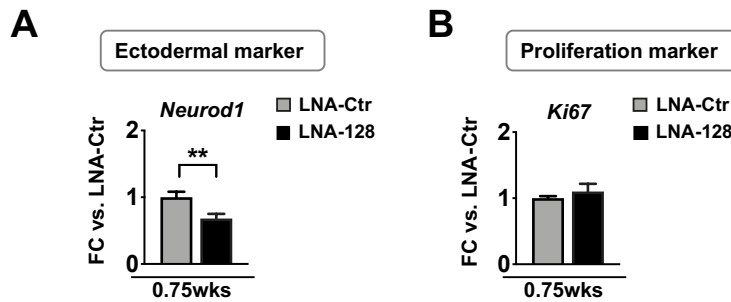 A
Ectodermal marker
Neurod1
LNA-Ctr
LNA-128
FC vs. LNA-Ctr
2
1
0
**
0.75wks
B
Proliferation marker
Ki67
LNA-Ctr
LNA-128
FC vs. LNA-Ctr
2
1
0
0.75wks